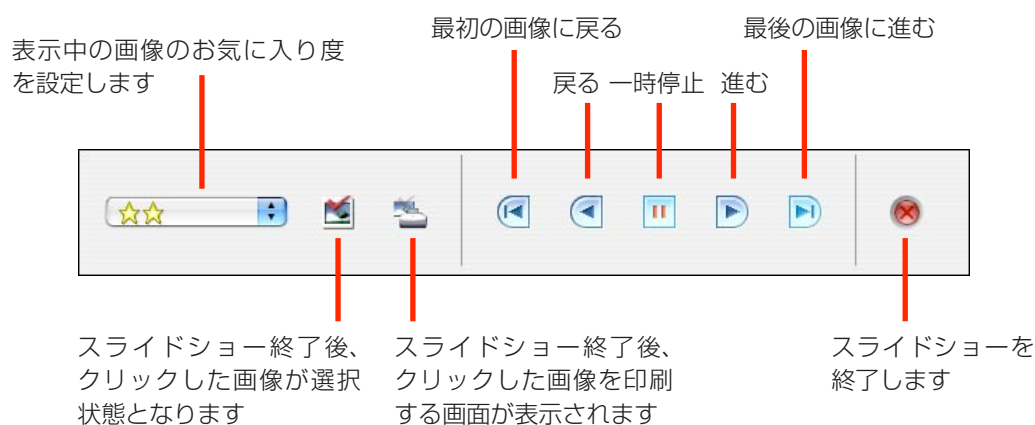 表示中の画像のお気に入り度
を設定します
最初の画像に戻る
最後の画像に進む
戻る 一時停止 進む
スライドショー終了後、
クリックした画像が選択
状態となります
スライドショー終了後、
クリックした画像を印刷
する画面が表示されます
スライドショーを
終了します